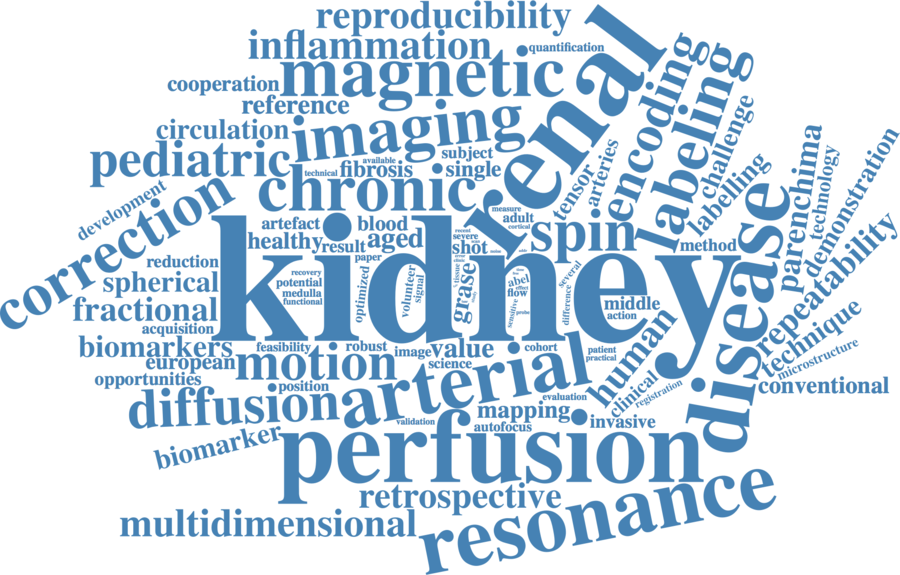 reproducibility
inflammation
quantification
renal
cooperation
magnetic
encoding
labeling
reference
circulation
imaging
challenge
pediatric
available
technical
fibrosis
subject
single
tensor
arteries
labelling
parenchima
technology
demonstration
development
chronic
correction
artefact
blood
measure
adult
cortical
healthy
result
aged
recent
severe
shot
spin
method
disease
repeatability
kidney
paper
reduction
spherical
recovery
potential
medulla
functional
optimized
volunteer
signal
tissue
grase
abel
flow
effect
sensitive
probe
several
difference
middle
action
fractional
acquisition
biomarkers
feasibility
robust
image
value
cohort
patient
practical
human
technique
microstructure
european
motion
science
opportunities
position
arterial
evaluation
clinical
registration
conventional
diffusion
validation
mapping
autofocus
invasive
biomarker
perfusion
retrospective
multidimensional
resonance